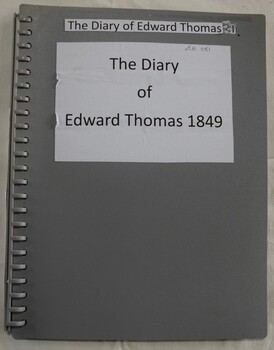 The Diary of Edward Thomas
The Diary
of
Edward Thomas 1849